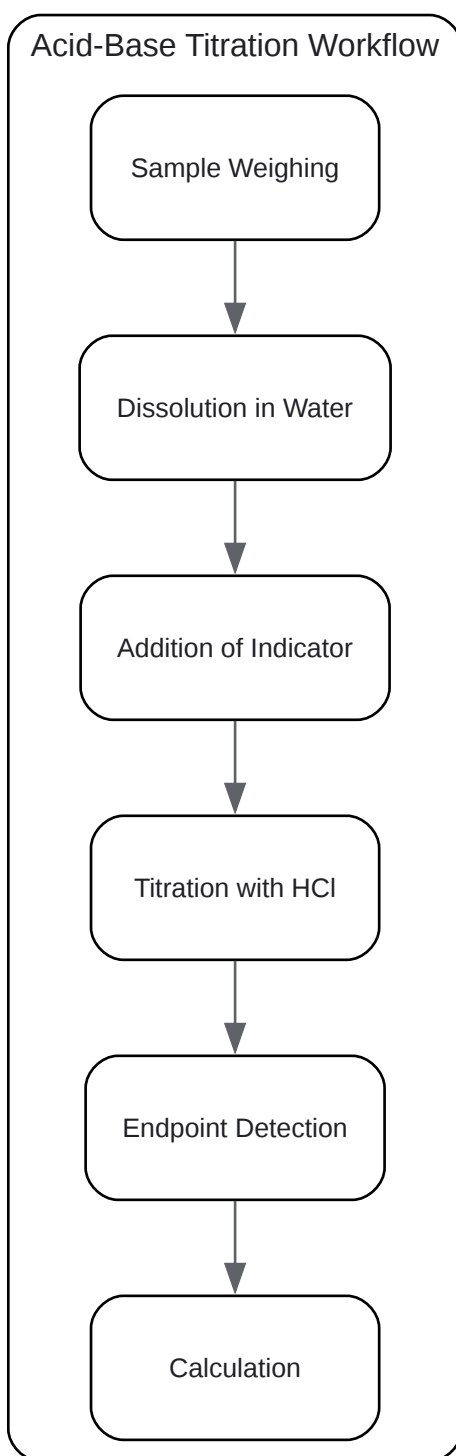 Acid-Base Titration Workflow
Sample Weighing
Dissolution in Water
Addition of Indicator
Titration with HCl
Endpoint Detection
Calculation